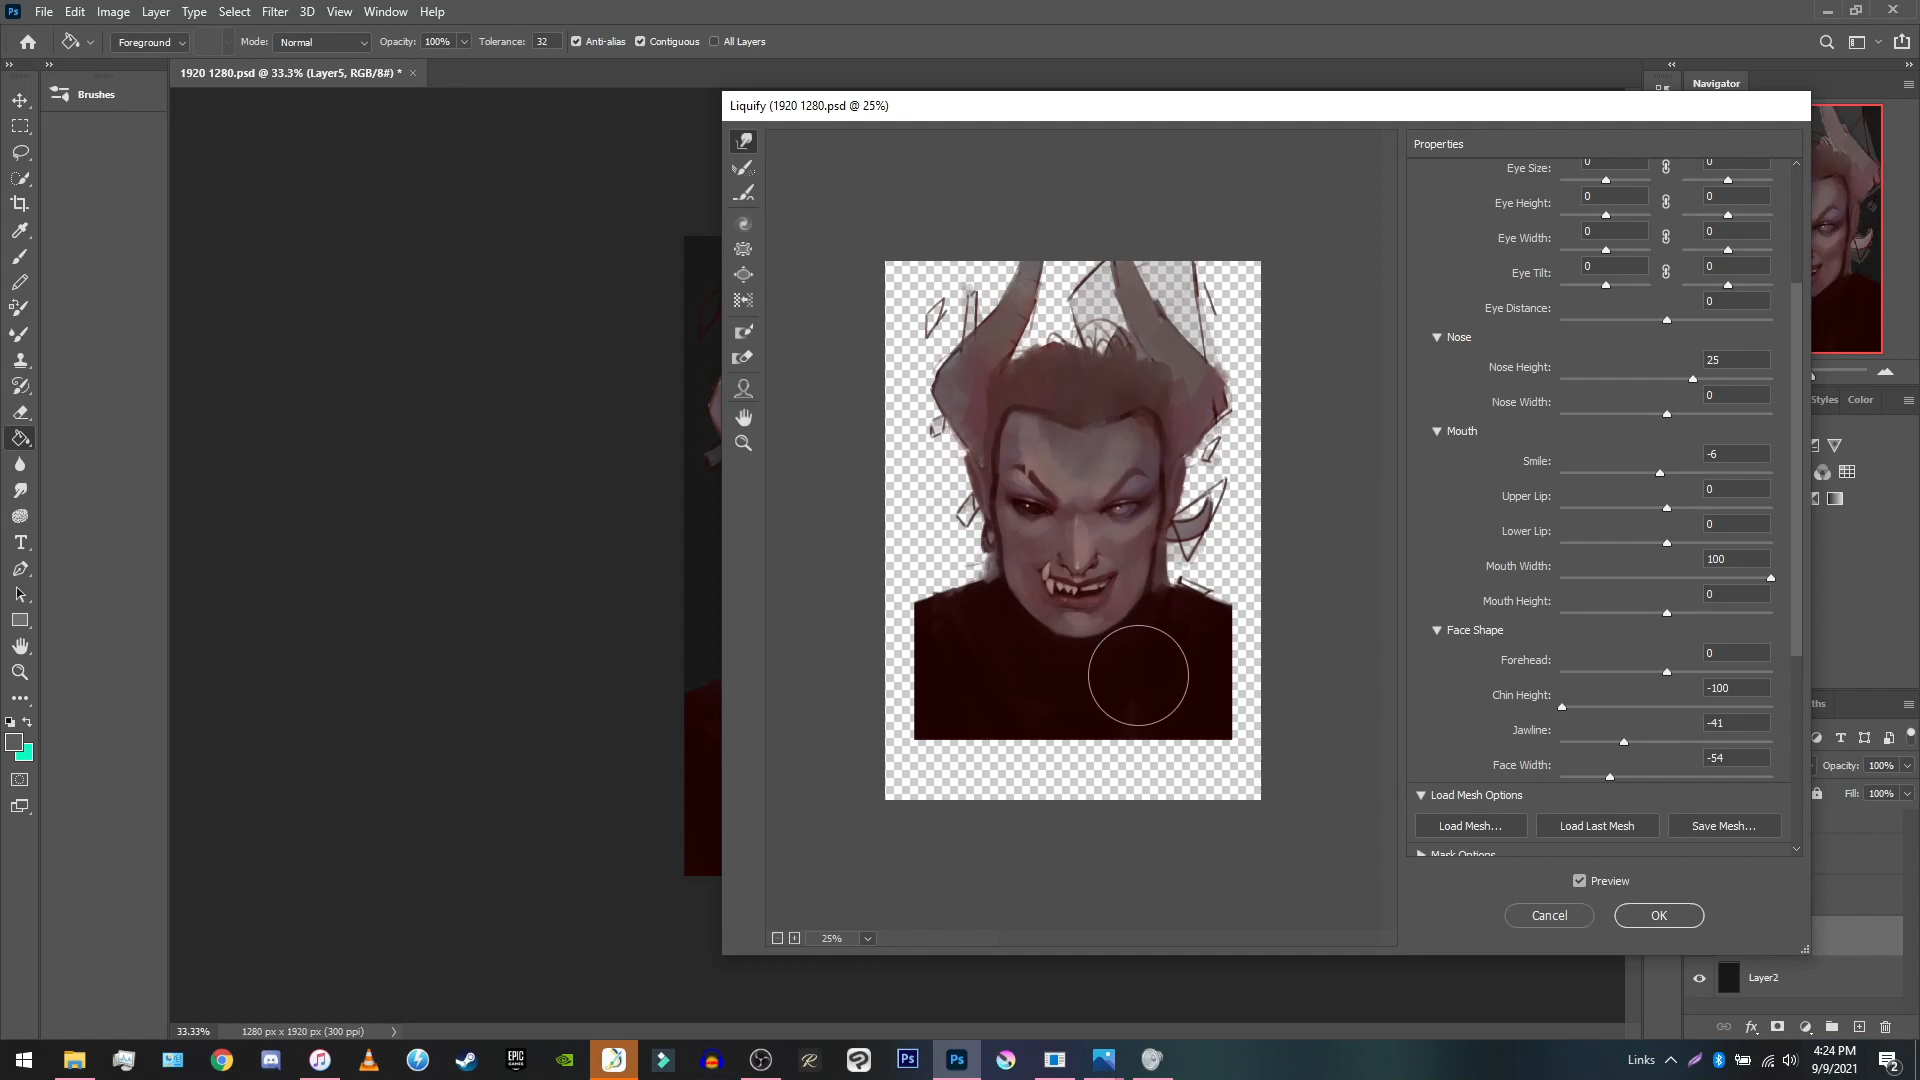 Ps File Edit Image Layer Type Select Filter 3D View Window Help
Foreground Mode: Normal Opacity: 100% Tolerance: 32 Anti-alias Contiguous All Layers
1920 1280.psd @ 33.3% (Layer5, RGB/8#) * ×
Brushes
Navigator
Liquify (1920 1280.psd @ 25%)
Properties
Eye Size: 0 0
Eye Height: 0 0
Eye Width: 0 0
Eye Tilt: 0 0
Eye Distance: 0
Nose
Nose Height: 25
Nose Width: 0
Mouth
Smile: -6
Upper Lip: 0
Lower Lip: 0
Mouth Width: 100
Mouth Height: 0
Face Shape
Forehead: 0
Chin Height: -100
Jawline: -41
Face Width: -54
Load Mesh Options
Load Mesh... Load Last Mesh Save Mesh...
Mask Options
Preview
Cancel OK
25%
Styles Color
ths
Opacity: 100%
Fill: 100%
Layer2
fx
33.33% 1280 px x 1920 px (300 ppi)
EPIC GAMES
Ps Ps
Links
4:24 PM
9/9/2021
2